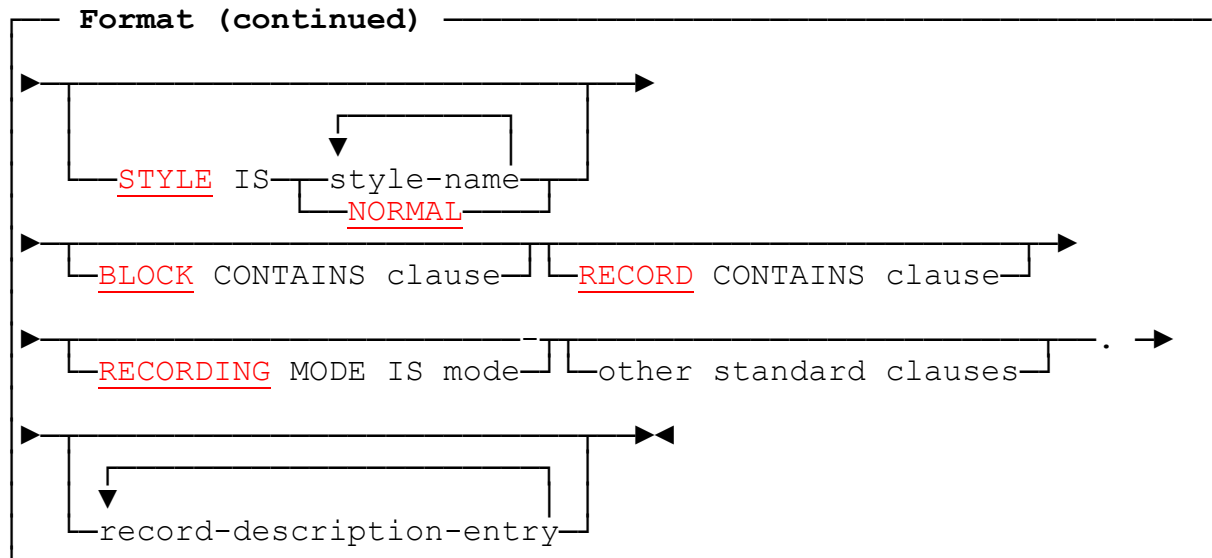 Format (continued)
STYLE IS style-name
NORMAL
BLOCK CONTAINS clause RECORD CONTAINS clause
RECORDING MODE IS mode other standard clauses .
record-description-entry